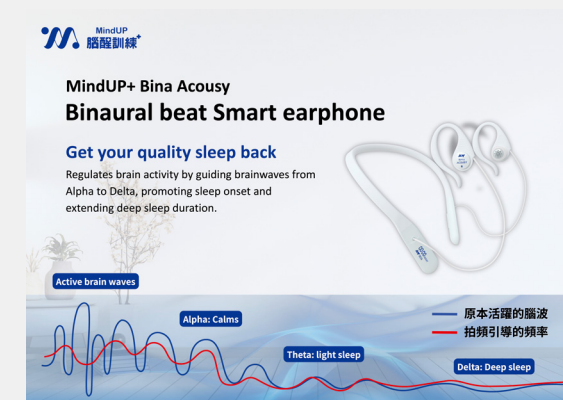 MindUP
腦醒訓練+
MindUP+ Bina Acousy
Binaural beat Smart earphone
Get your quality sleep back
Regulates brain activity by guiding brainwaves from
Alpha to Delta, promoting sleep onset and
extending deep sleep duration.
Active brain waves
Alpha: Calms
Theta: light sleep
Delta: Deep sleep
原本活躍的腦波
拍頻引導的頻率